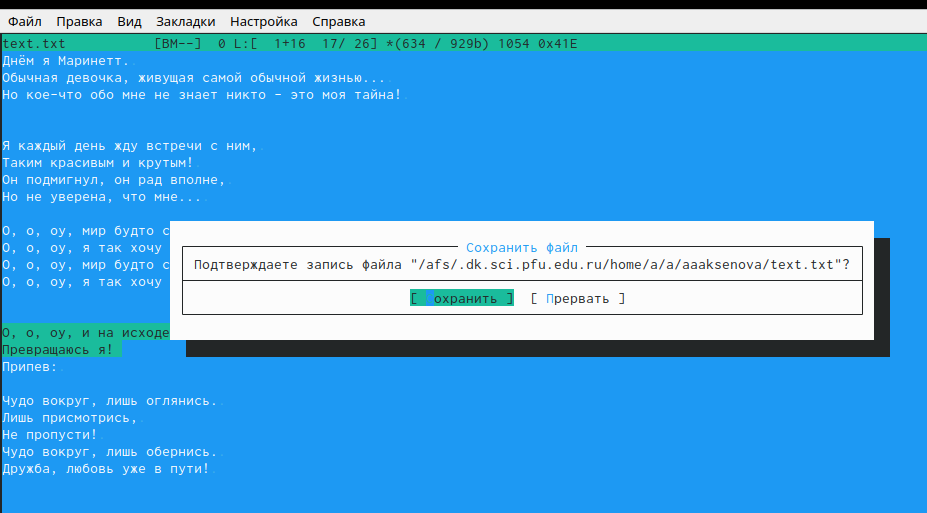 Файл Правка Вид Закладки Настройка Справка
text.txt [BM--] 0 L:[ 1+16 17/ 26] *(634 / 929b) 1054 0x41E
Днём я Маринетт.
Обычная девочка, живущая самой обычной жизнью....
Но кое-что обо мне не знает никто - это моя тайна!
Я каждый день жду встречи с ним,
Таким красивым и крутым!
Он подмигнул, он рад вполне,
Но не уверена, что мне....
О, о, оу, мир будто с
О, о, оу, я так хочу
О, о, оу, мир будто с
О, о, оу, я так хочу
Сохранить файл
Подтверждаете запись файла "/afs/.dk.sci.pfu.edu.ru/home/a/a/aaaksenova/text.txt"?
[ Сохранить ] [ Прервать ]
О, о, оу, и на исходе
Превращаюсь я!
Припев:
Чудо вокруг, лишь оглянись.
Лишь присмотрись,
Не пропусти!
Чудо вокруг, лишь обернись.
Дружба, любовь уже в пути!